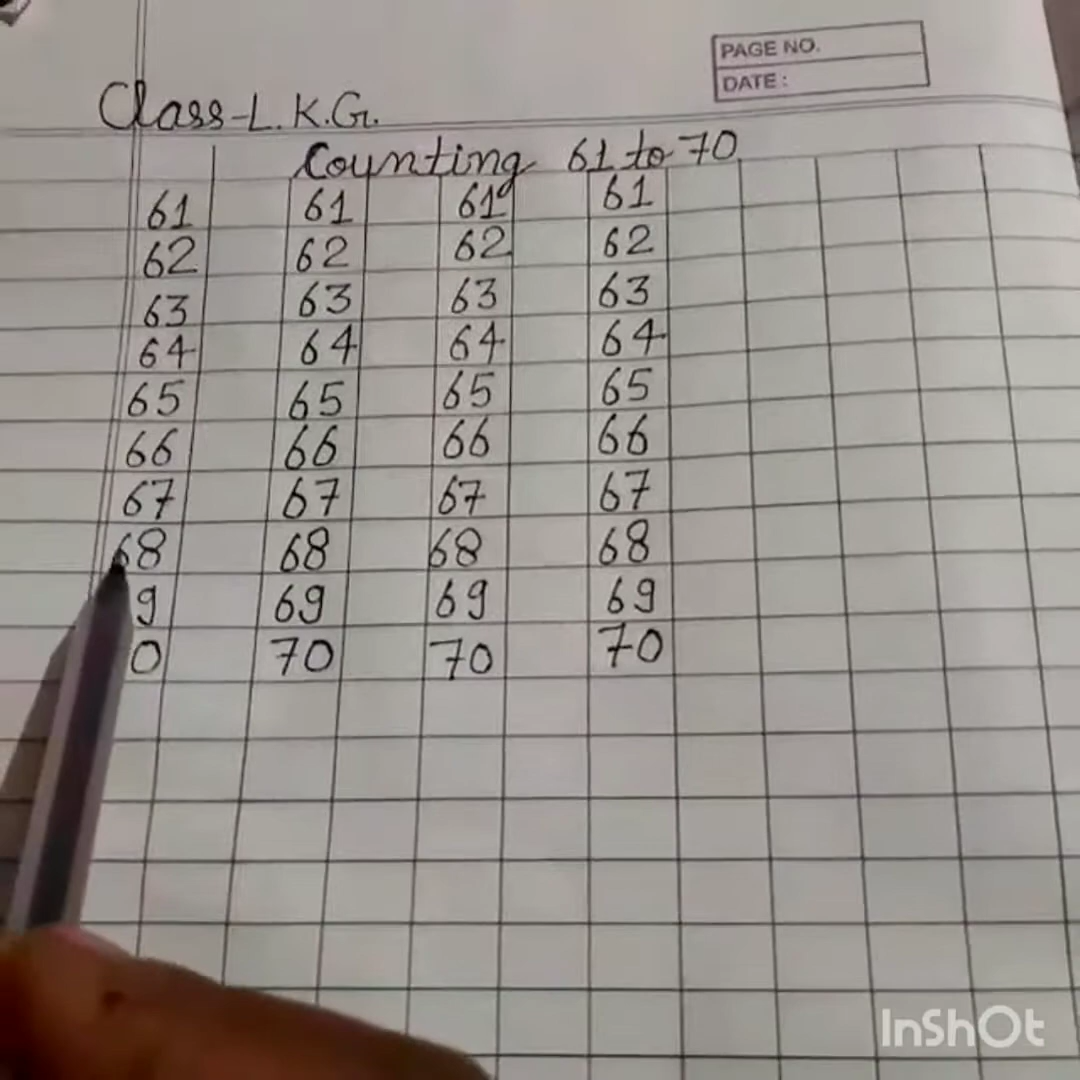 PAGE NO.
DATE :
Class-L.K.G.
Counting 61 to 70
61 61 61 61
62 62 62 62
63 63 63 63
64 64 64 64
65 65 65 65
66 66 66 66
67 67 67 67
68 68 68 68
9 69 69 69
0 70 70 70
InShOt